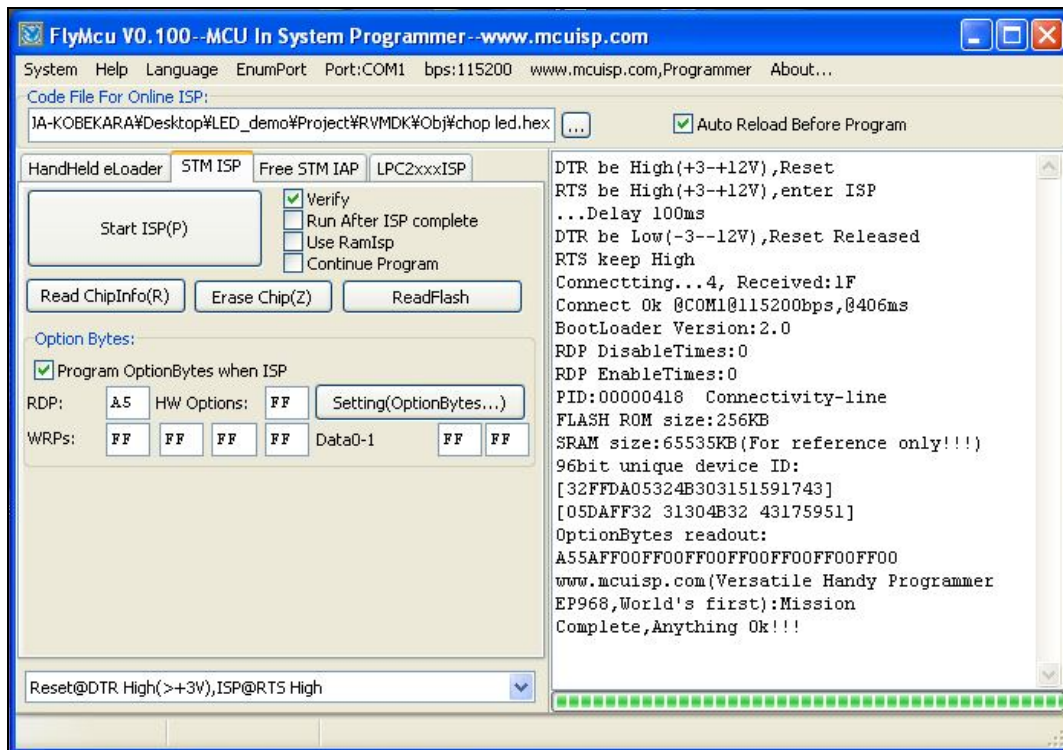 FlyMcu V0.100--MCU In System Programmer--www.mcuisp.com
System Help Language EnumPort Port:COM1 bps:115200 www.mcuisp.com,Programmer About...
Code File For Online ISP:
JA-KOBEKARA¥Desktop¥LED_demo¥Project¥RVMDK¥Obj¥chop led.hex ... Auto Reload Before Program
HandHeld eLoader STM ISP Free STM IAP LPC2xxxISP
Start ISP(P)
Verify
Run After ISP complete
Use RamIsp
Continue Program
Read ChipInfo(R) Erase Chip(Z) ReadFlash
Option Bytes:
Program OptionBytes when ISP
RDP: A5 HW Options: FF Setting(OptionBytes...)
WRPs: FF FF FF FF Data0-1 FF FF
Reset@DTR High(>+3V),ISP@RTS High
DTR be High(+3-+12V),Reset
RTS be High(+3-+12V),enter ISP
...Delay 100ms
DTR be Low(-3--12V),Reset Released
RTS keep High
Connectting...4, Received:1F
Connect Ok @COM1@115200bps,@406ms
BootLoader Version:2.0
RDP DisableTimes:0
RDP EnableTimes:0
PID:00000418 Connectivity-line
FLASH ROM size:256KB
SRAM size:65535KB(For reference only!!!)
96bit unique device ID:
[32FFDA05324B303151591743]
[05DAFF32 31304B32 43175951]
OptionBytes readout:
A55AFF00FF00FF00FF00FF00FF00FF00
www.mcuisp.com(Versatile Handy Programmer
EP968,World's first):Mission
Complete,Anything Ok!!!